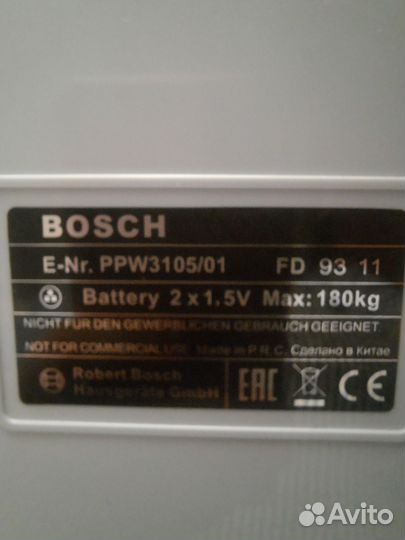 BOSCH
E-Nr. PPW3105/01 FD 93 11
Battery 2 x 1,5V Max: 180kg
NICHT FÜR DEN GEWERBLICHEN GEBRAUCH GEEIGNET.
NOT FOR COMMERCIAL USE. Made in P.R.C. Сделано в Китае
Robert Bosch
Hausgeräte GmbH
EAC CE
Avito